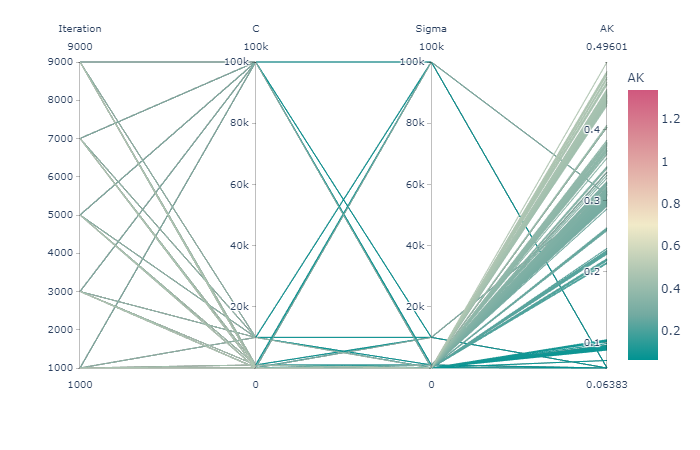 Iteration C Sigma AK
9000 100k 100k 0.49601
AK
9000 100k 100k
8000
1.2
7000 80k 80k 0.4
1
6000 60k 60k
0.8
5000 0.3
0.6
4000 40k 40k
0.2
0.4
3000 20k 20k
2000
0.2
0.1
1000
1000 0 0 0.06383